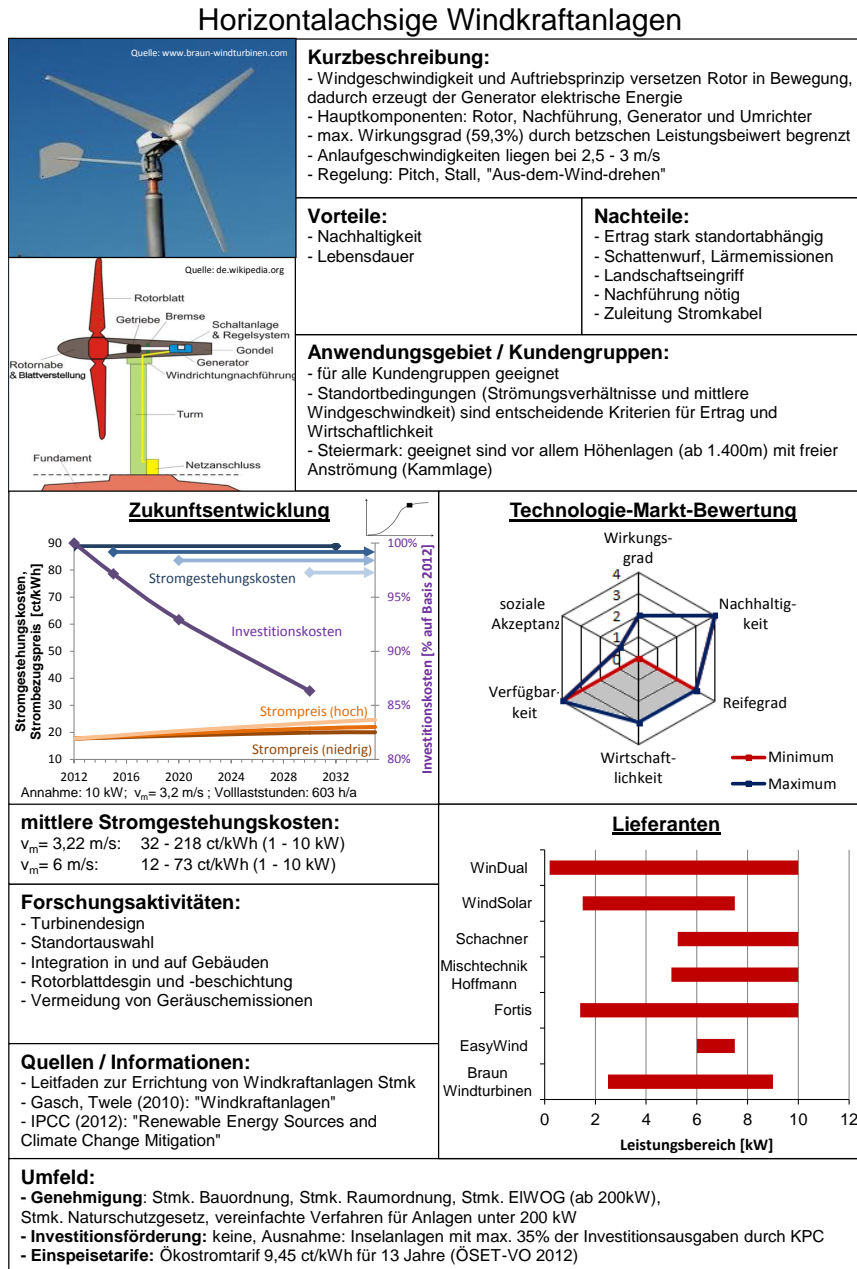 Horizontalachsige Windkraftanlagen
Quelle: www.braun-windturbinen.com
Kurzbeschreibung:
- Windgeschwindigkeit und Auftriebsprinzip versetzen Rotor in Bewegung,
dadurch erzeugt der Generator elektrische Energie
- Hauptkomponenten: Rotor, Nachführung, Generator und Umrichter
- max. Wirkungsgrad (59,3%) durch betzschen Leistungsbeiwert begrenzt
- Anlaufgeschwindigkeiten liegen bei 2,5 - 3 m/s
- Regelung: Pitch, Stall, "Aus-dem-Wind-drehen"
Vorteile:
- Nachhaltigkeit
- Lebensdauer
Nachteile:
- Ertrag stark standortabhängig
- Schattenwurf, Lärmemissionen
- Landschaftseingriff
- Nachführung nötig
- Zuleitung Stromkabel
Quelle: de.wikipedia.org
Rotorblatt
Bremse
Getriebe
Schaltanlage
& Regelsystem
Gondel
Generator
Rotornabe
& Blattverstellung
Windrichtungnachführung
Turm
Fundament
Netzanschluss
Anwendungsgebiet / Kundengruppen:
- für alle Kundengruppen geeignet
- Standortbedingungen (Strömungsverhältnisse und mittlere
Windgeschwindkeit) sind entscheidende Kriterien für Ertrag und
Wirtschaftlichkeit
- Steiermark: geeignet sind vor allem Höhenlagen (ab 1.400m) mit freier
Anströmung (Kammlage)
Zukunftsentwicklung
Stromgestehungskosten,
Strombezugspreis [ct/kWh]
90
80
70
60
50
40
30
20
10
Stromgestehungskosten
Investitionskosten
Strompreis (hoch)
Strompreis (niedrig)
100%
95%
90%
85%
80%
Investitionskosten [% auf Basis 2012]
2012 2016 2020 2024 2028 2032
Annahme: 10 kW; vm= 3,2 m/s ; Volllaststunden: 603 h/a
Technologie-Markt-Bewertung
Wirkungs-
grad
4
3
2
1
0
Nachhaltig-
keit
Reifegrad
Wirtschaft-
lichkeit
Verfügbar-
keit
soziale
Akzeptanz
Minimum
Maximum
mittlere Stromgestehungskosten:
vm= 3,22 m/s: 32 - 218 ct/kWh (1 - 10 kW)
vm= 6 m/s: 12 - 73 ct/kWh (1 - 10 kW)
Forschungsaktivitäten:
- Turbinendesign
- Standortauswahl
- Integration in und auf Gebäuden
- Rotorblattdesgin und -beschichtung
- Vermeidung von Geräuschemissionen
Quellen / Informationen:
- Leitfaden zur Errichtung von Windkraftanlagen Stmk
- Gasch, Twele (2010): "Windkraftanlagen"
- IPCC (2012): "Renewable Energy Sources and
Climate Change Mitigation"
Lieferanten
WinDual
WindSolar
Schachner
Mischtechnik
Hoffmann
Fortis
EasyWind
Braun
Windturbinen
0 2 4 6 8 10 12
Leistungsbereich [kW]
Umfeld:
- Genehmigung: Stmk. Bauordnung, Stmk. Raumordnung, Stmk. ElWOG (ab 200kW),
Stmk. Naturschutzgesetz, vereinfachte Verfahren für Anlagen unter 200 kW
- Investitionsförderung: keine, Ausnahme: Inselanlagen mit max. 35% der Investitionsausgaben durch KPC
- Einspeisetarife: Ökostromtarif 9,45 ct/kWh für 13 Jahre (ÖSET-VO 2012)